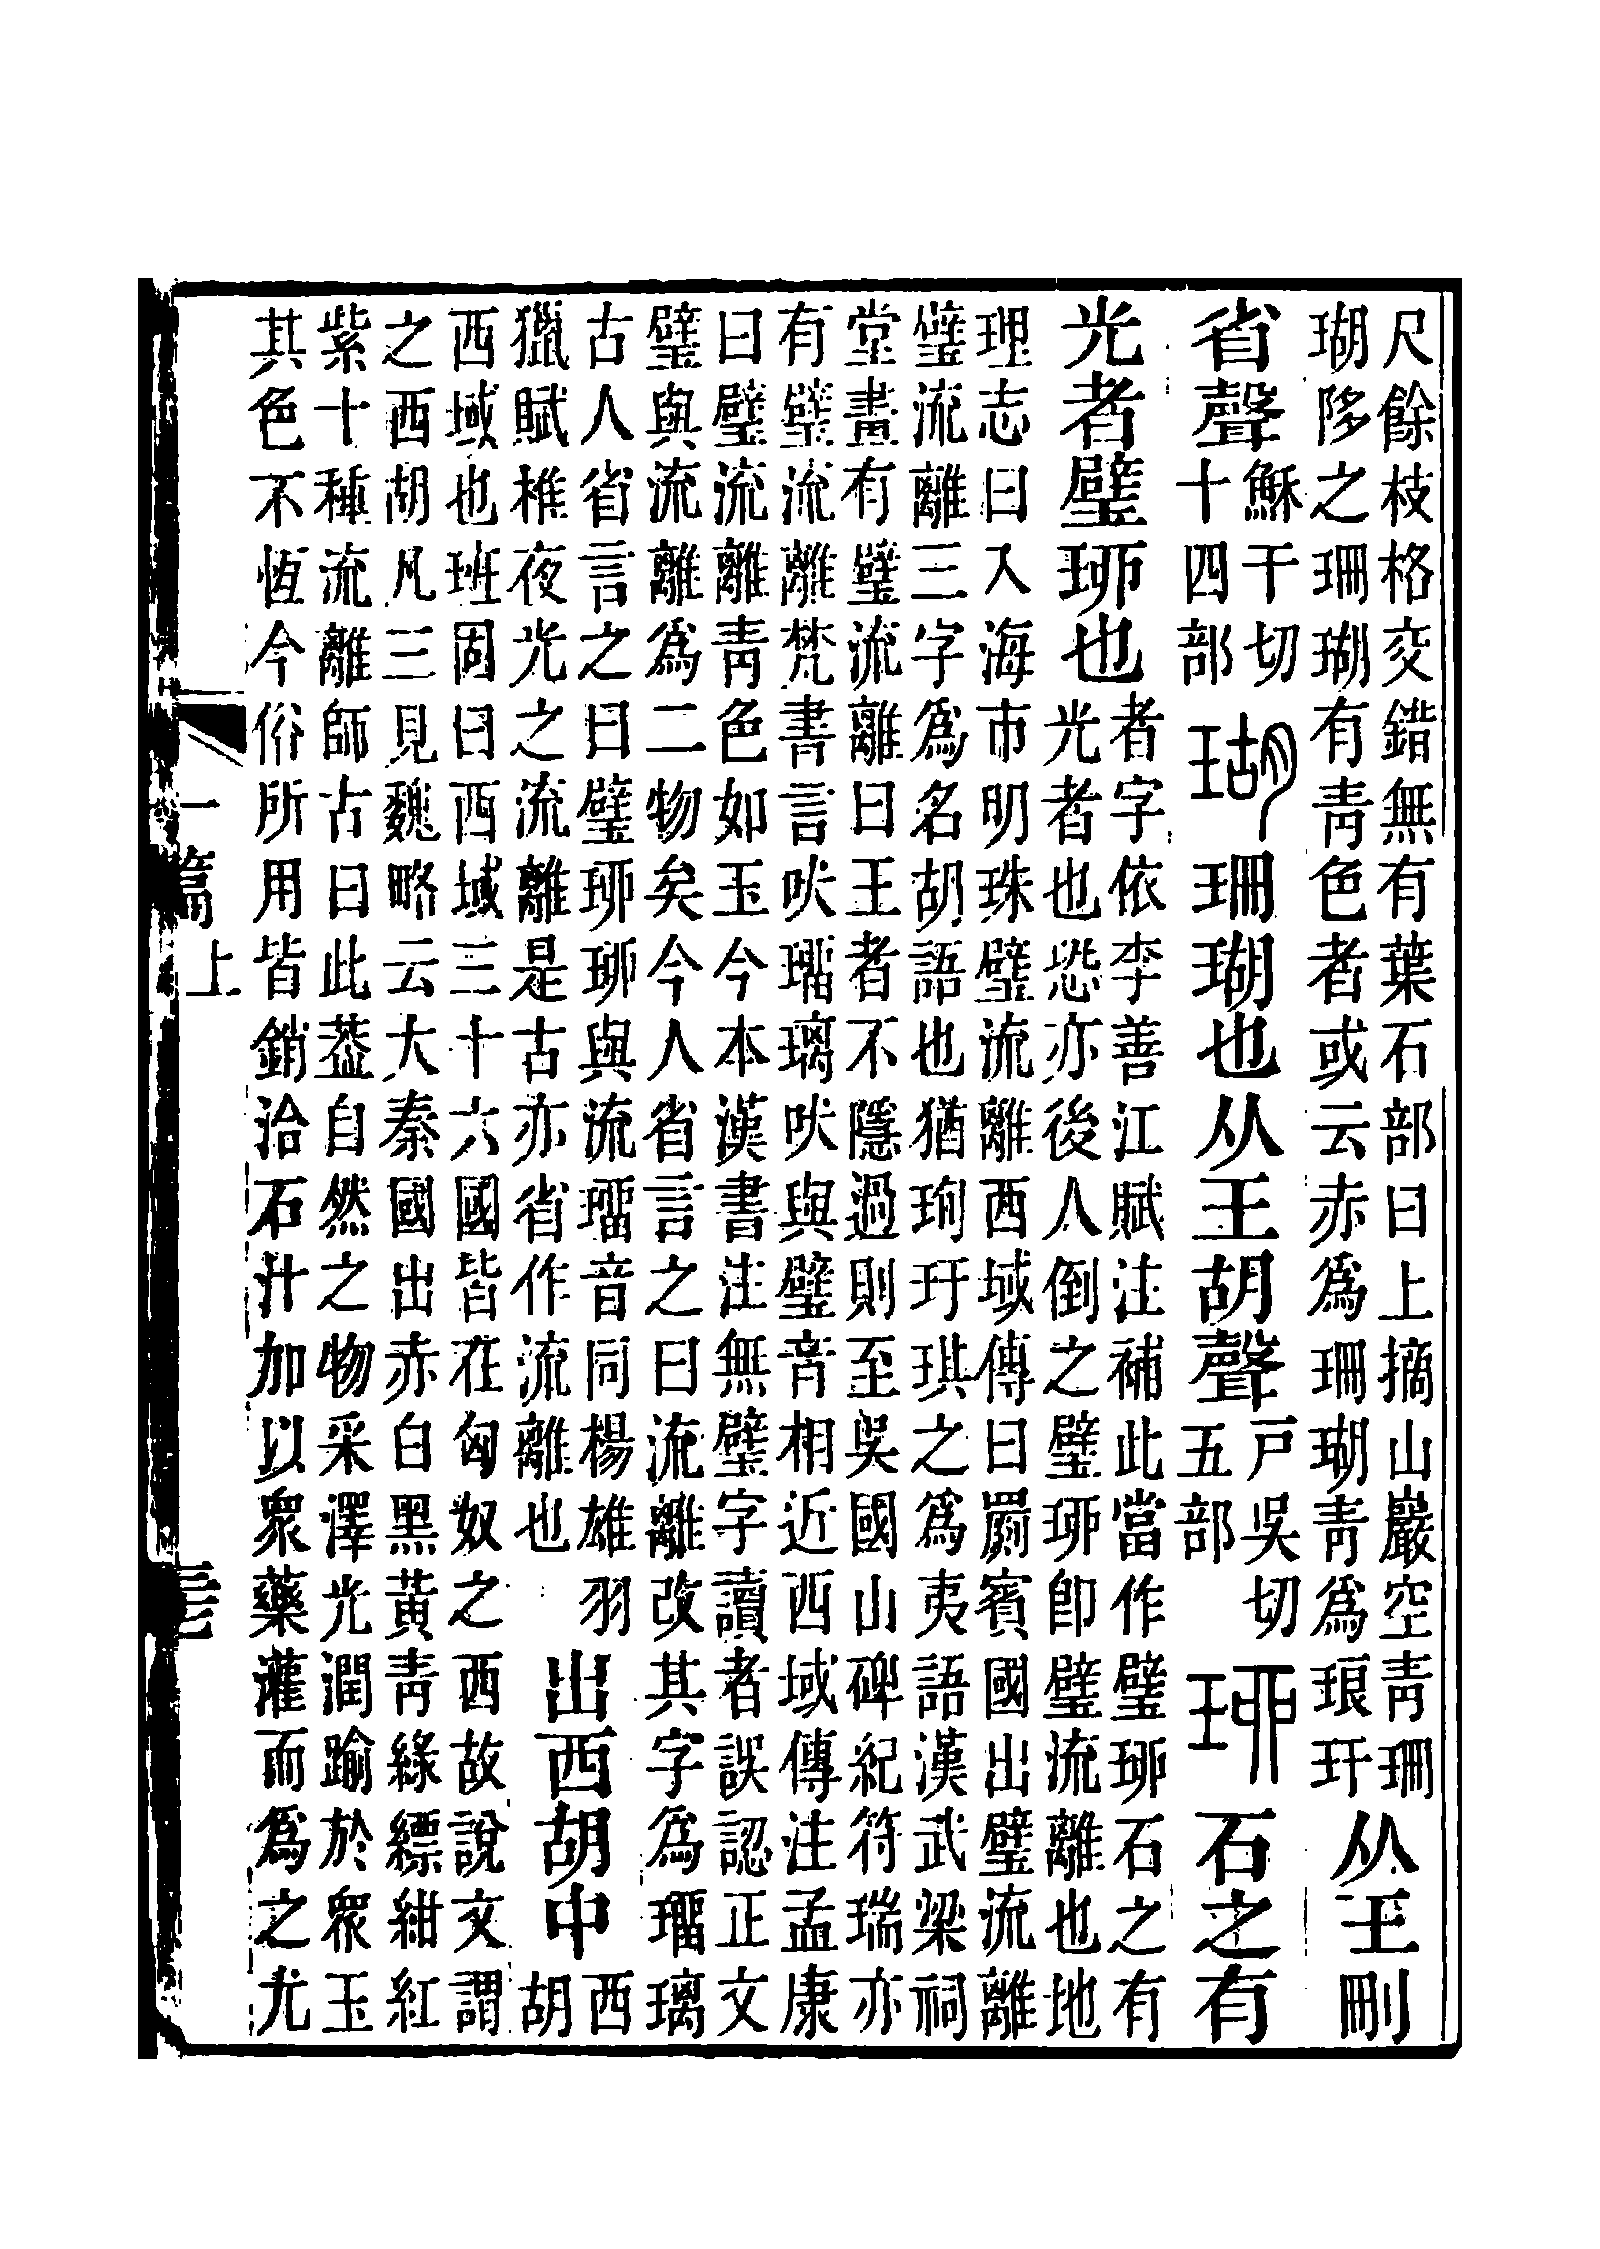 尺餘枝格交錯無有葉石部曰上摘山巖空青珊
瑚陊之珊瑚有青色者或云赤爲珊瑚青爲琅玕
从王刪
省聲
穌干切
十四部
瑚
珊瑚也从王胡聲
戸吳切
五部
珋
石之有
光者璧珋也
者字依李善江賦注補此當作璧珋石之有
光者也恐亦後人倒之璧珋卽璧流離也地
理志曰入海市明珠璧流離西域傳曰罽賓國出璧流離
璧流離三字爲名胡語也猶珣玗琪之爲夷語漢武梁祠
堂畫有璧流離曰王者不隱過則至吳國山碑紀符瑞亦
有璧流離梵書言吠瑠璃吠與璧音相近西域傳注孟康
曰璧流離青色如玉今本漢書注無璧字讀者誤認正文
璧與流離爲二物矣今人省言之曰流離改其字爲瑠璃
古人省言之曰璧珋珋與流瑠音同楊雄羽
獵賦椎夜光之流離是古亦省作流離也
出西胡中
西
胡
西域也班固曰西域三十六國皆在匈奴之西故說文謂
之西胡凡三見魏略云大秦國出赤白黑黃青綠縹紺紅
紫十種流離師古曰此葢自然之物采澤光潤踰於衆玉
其色不恆今俗所用皆銷洽石汁加以衆藥灌而爲之尤
一篇上